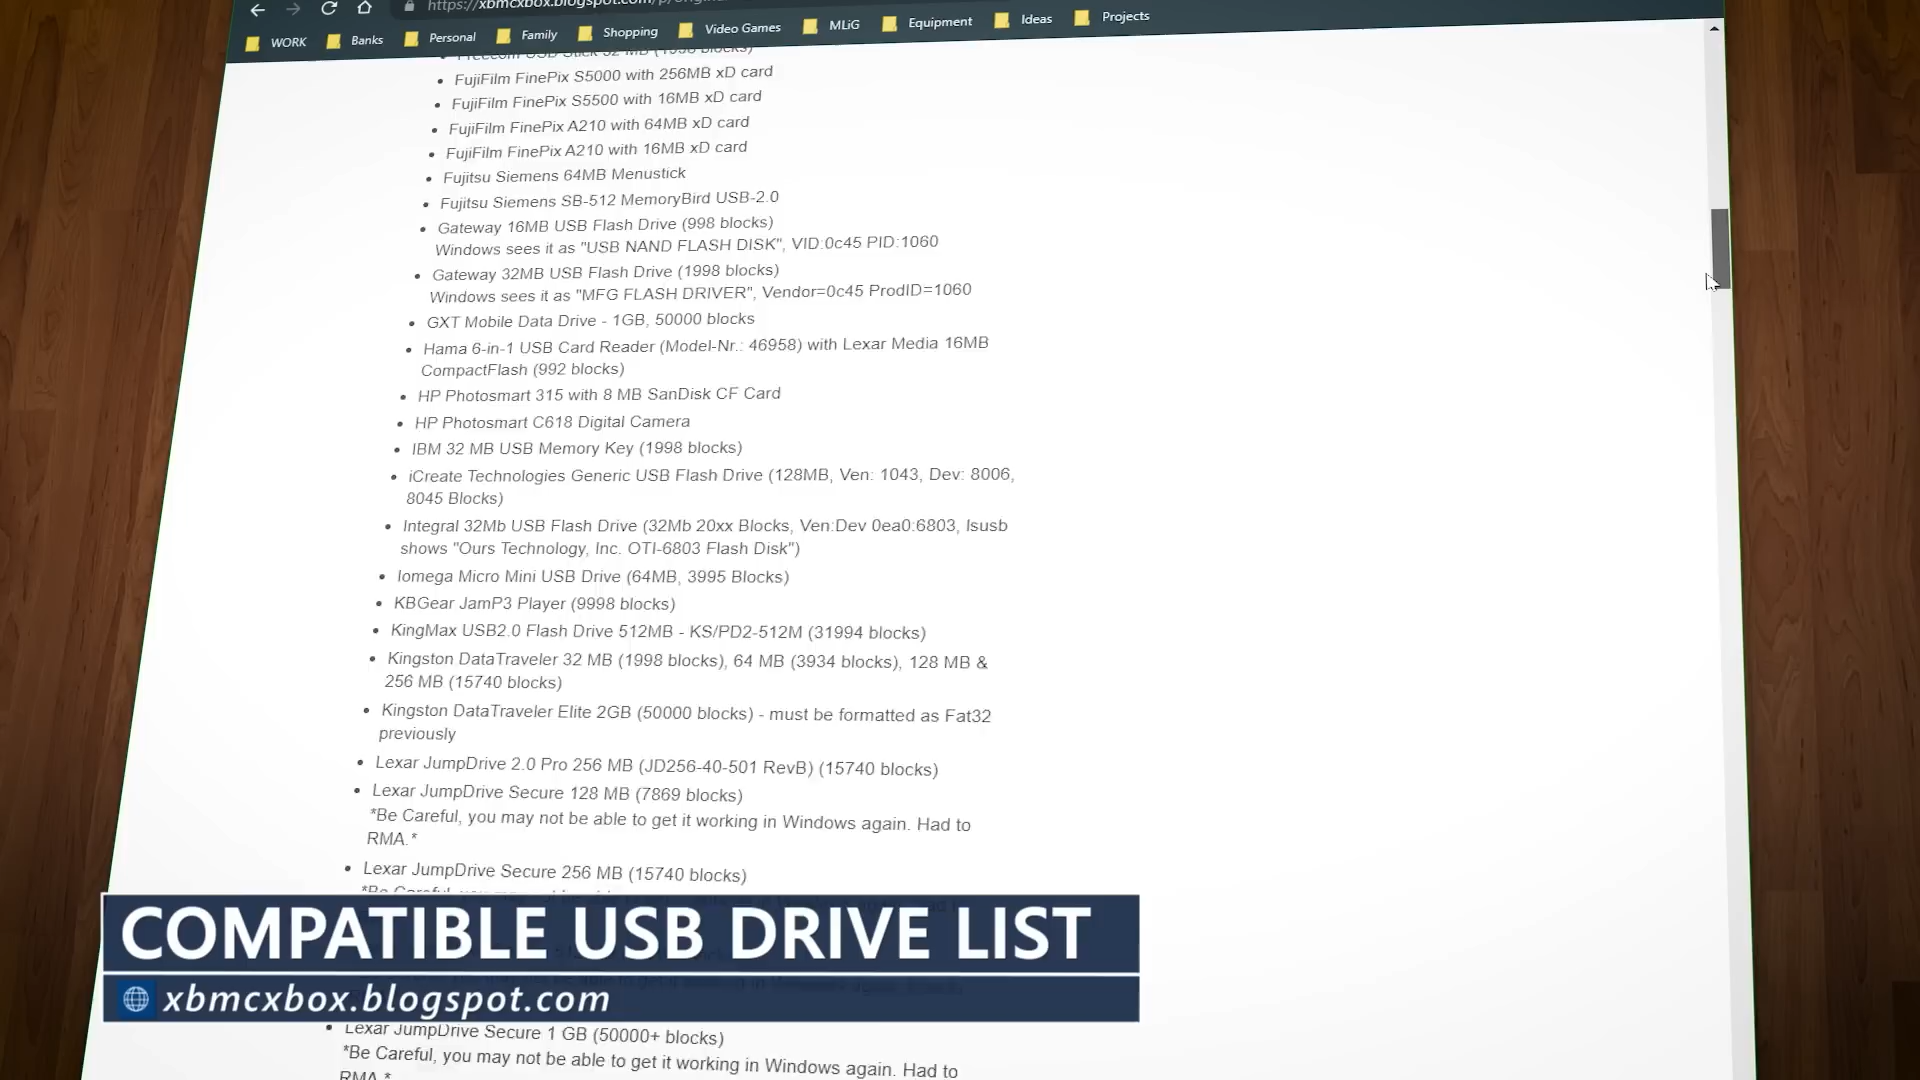 https://xbmcxbox.blogspot.com/p/
WORK Banks Personal Family Shopping Video Games MLiG Equipment Ideas Projects
Freecom USB Stick 32 MB (1998 blocks)
FujiFilm FinePix S5000 with 256MB xD card
FujiFilm FinePix S5500 with 16MB xD card
FujiFilm FinePix A210 with 64MB xD card
FujiFilm FinePix A210 with 16MB xD card
Fujitsu Siemens 64MB Menustick
Fujitsu Siemens SB-512 MemoryBird USB-2.0
Gateway 16MB USB Flash Drive (998 blocks)
Windows sees it as "USB NAND FLASH DISK", VID:0c45 PID:1060
Gateway 32MB USB Flash Drive (1998 blocks)
Windows sees it as "MFG FLASH DRIVER", Vendor=0c45 ProdID=1060
GXT Mobile Data Drive - 1GB, 50000 blocks
Hama 6-in-1 USB Card Reader (Model-Nr.: 46958) with Lexar Media 16MB
CompactFlash (992 blocks)
HP Photosmart 315 with 8 MB SanDisk CF Card
HP Photosmart C618 Digital Camera
IBM 32 MB USB Memory Key (1998 blocks)
iCreate Technologies Generic USB Flash Drive (128MB, Ven: 1043, Dev: 8006,
8045 Blocks)
Integral 32Mb USB Flash Drive (32Mb 20xx Blocks, Ven:Dev 0ea0:6803, lsusb
shows "Ours Technology, Inc. OTI-6803 Flash Disk")
Iomega Micro Mini USB Drive (64MB, 3995 Blocks)
KBGear JamP3 Player (9998 blocks)
KingMax USB2.0 Flash Drive 512MB - KS/PD2-512M (31994 blocks)
Kingston DataTraveler 32 MB (1998 blocks), 64 MB (3934 blocks), 128 MB &
256 MB (15740 blocks)
Kingston DataTraveler Elite 2GB (50000 blocks) - must be formatted as Fat32
previously
Lexar JumpDrive 2.0 Pro 256 MB (JD256-40-501 RevB) (15740 blocks)
Lexar JumpDrive Secure 128 MB (7869 blocks)
*Be Careful, you may not be able to get it working in Windows again. Had to
RMA.*
Lexar JumpDrive Secure 256 MB (15740 blocks)
*Be Careful, you may
COMPATIBLE USB DRIVE LIST
xbmcxbox.blogspot.com
Lexar JumpDrive Secure 1 GB (50000+ blocks)
*Be Careful, you may not be able to get it working in Windows again. Had to
RMA.*